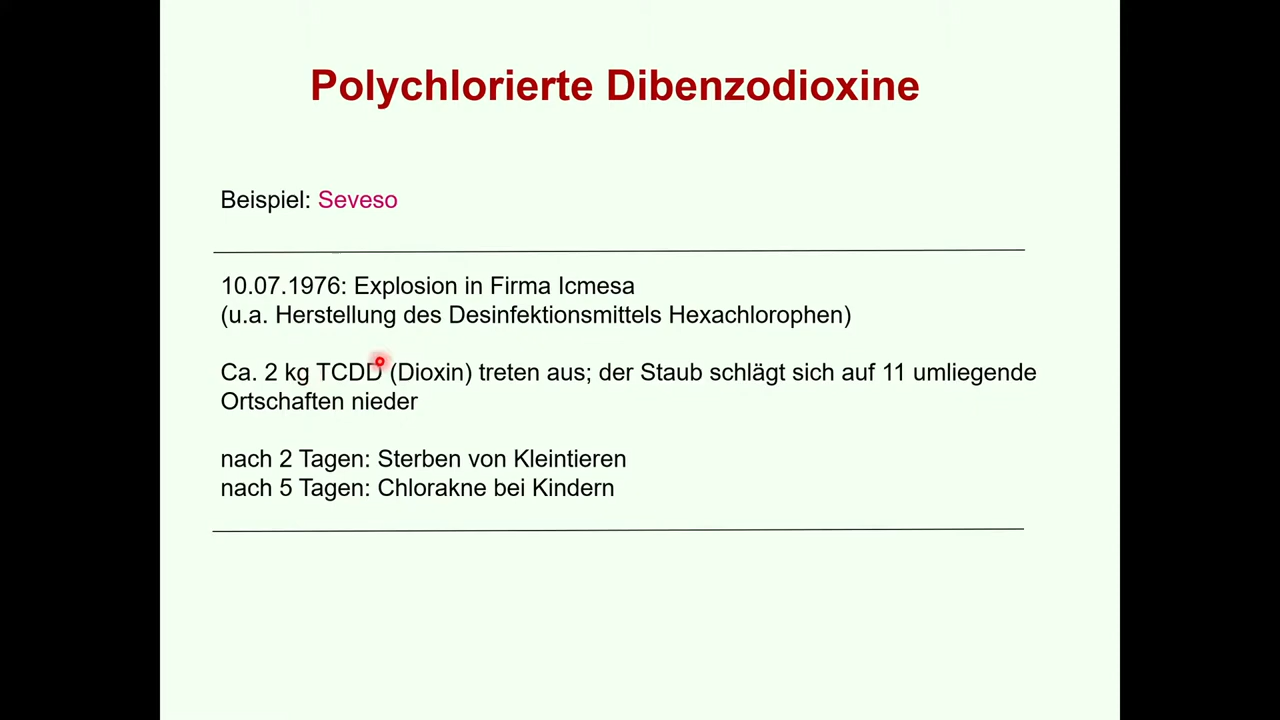 Polychlorierte Dibenzodioxine
Beispiel: Seveso
10.07.1976: Explosion in Firma Icmesa
(u.a. Herstellung des Desinfektionsmittels Hexachlorophen)
Ca. 2 kg TCDD (Dioxin) treten aus; der Staub schlägt sich auf 11 umliegende
Ortschaften nieder
nach 2 Tagen: Sterben von Kleintieren
nach 5 Tagen: Chlorakne bei Kindern